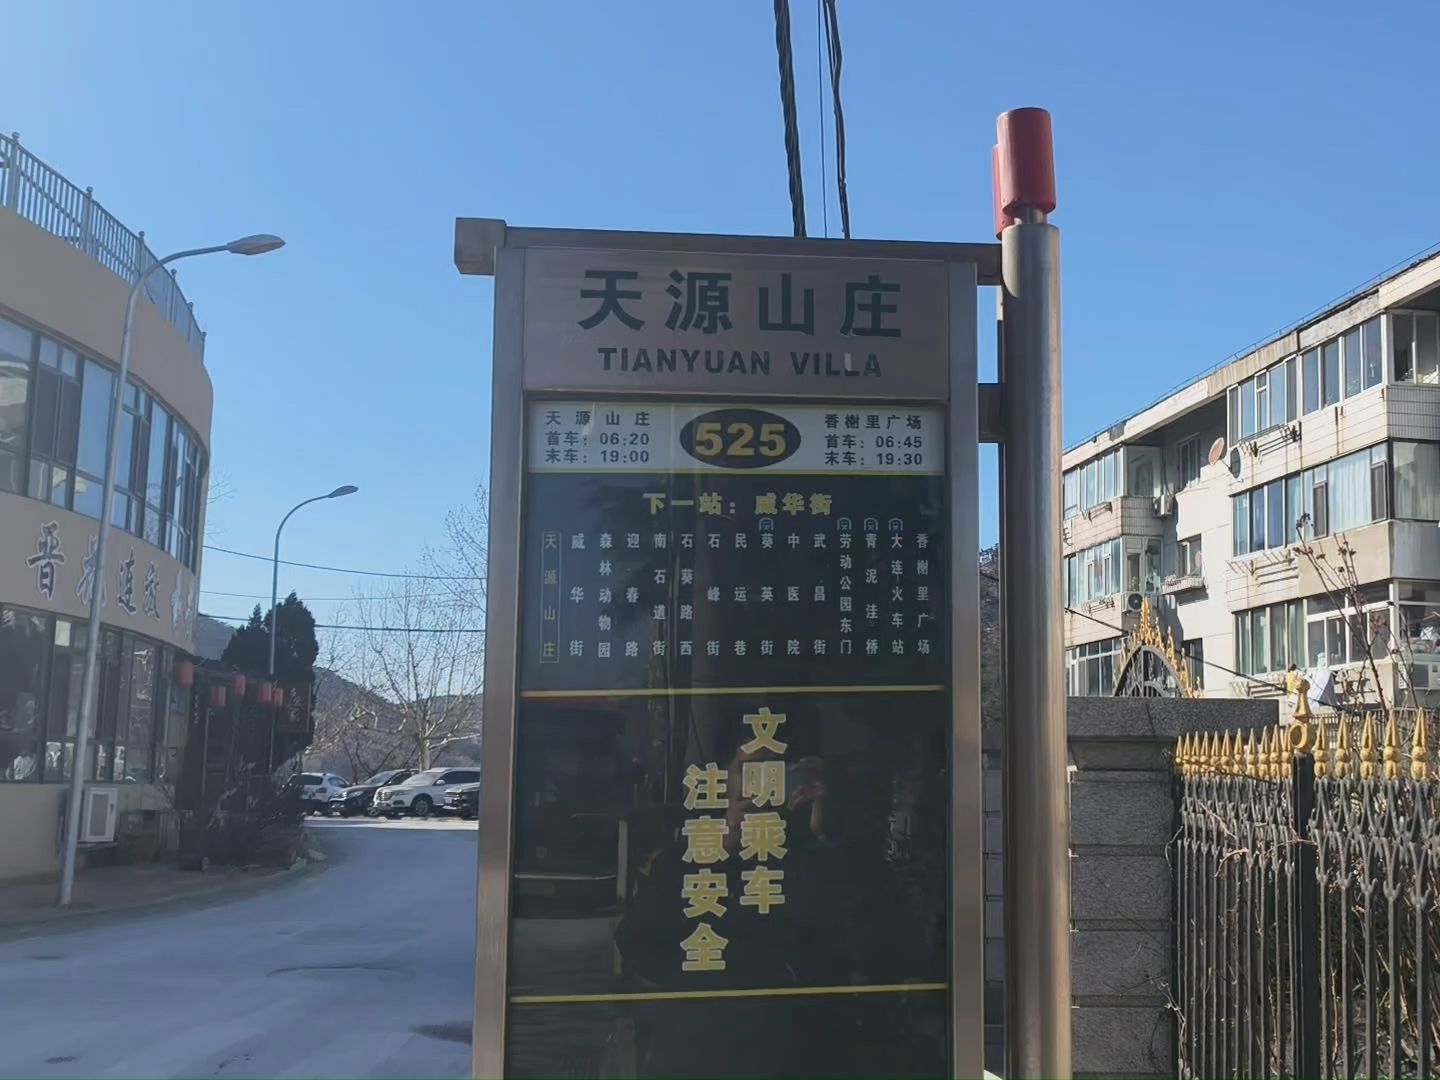 天源山庄
TIANYUAN VILLA
天源山庄
首车：06:20
末车：19:00
525
香榭里广场
首车：06:45
末车：19:30
下一站：威华街
天源山庄
威华街
森林动物园
迎春路
南石道街
石葵路西
石峰街
民运巷
葵英街
中医院
武昌街
劳动公园东门
青泥洼桥
大连火车站
香榭里广场
文明乘车
注意安全